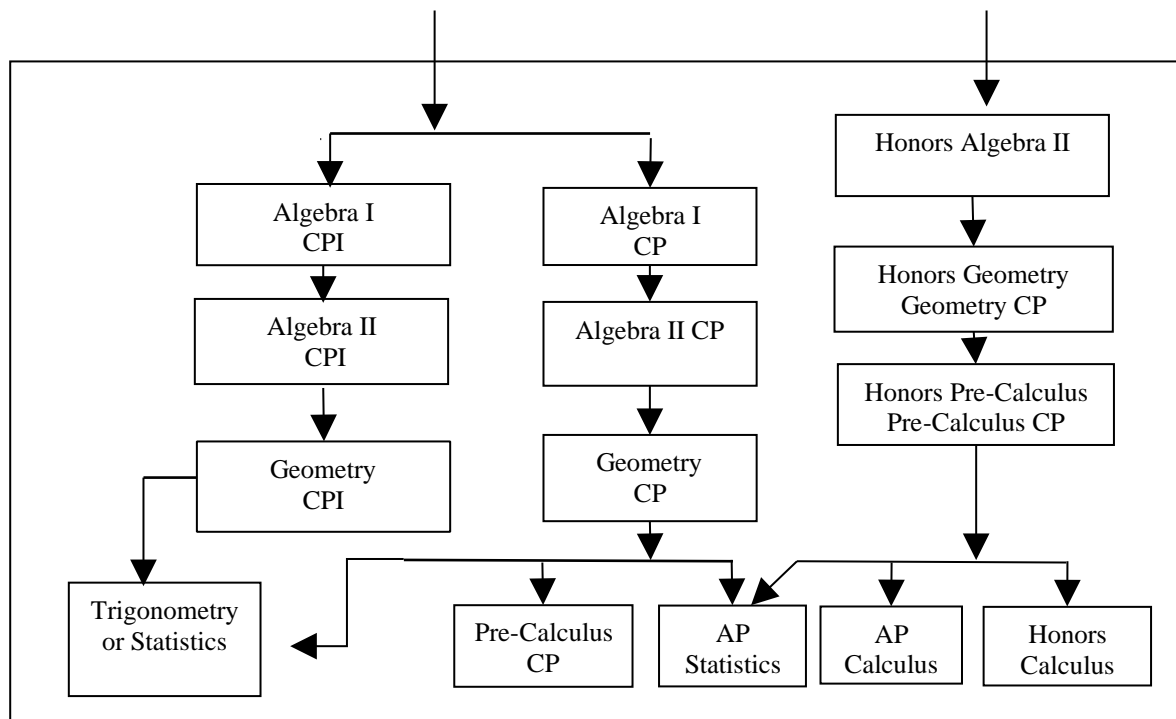 Honors Algebra II
Algebra I
CPI
Algebra I
CP
Honors Geometry
Geometry CP
Algebra II
CPI
Algebra II CP
Honors Pre-Calculus
Pre-Calculus CP
Geometry
CPI
Geometry
CP
Trigonometry
or Statistics
Pre-Calculus
CP
AP
Statistics
AP
Calculus
Honors
Calculus